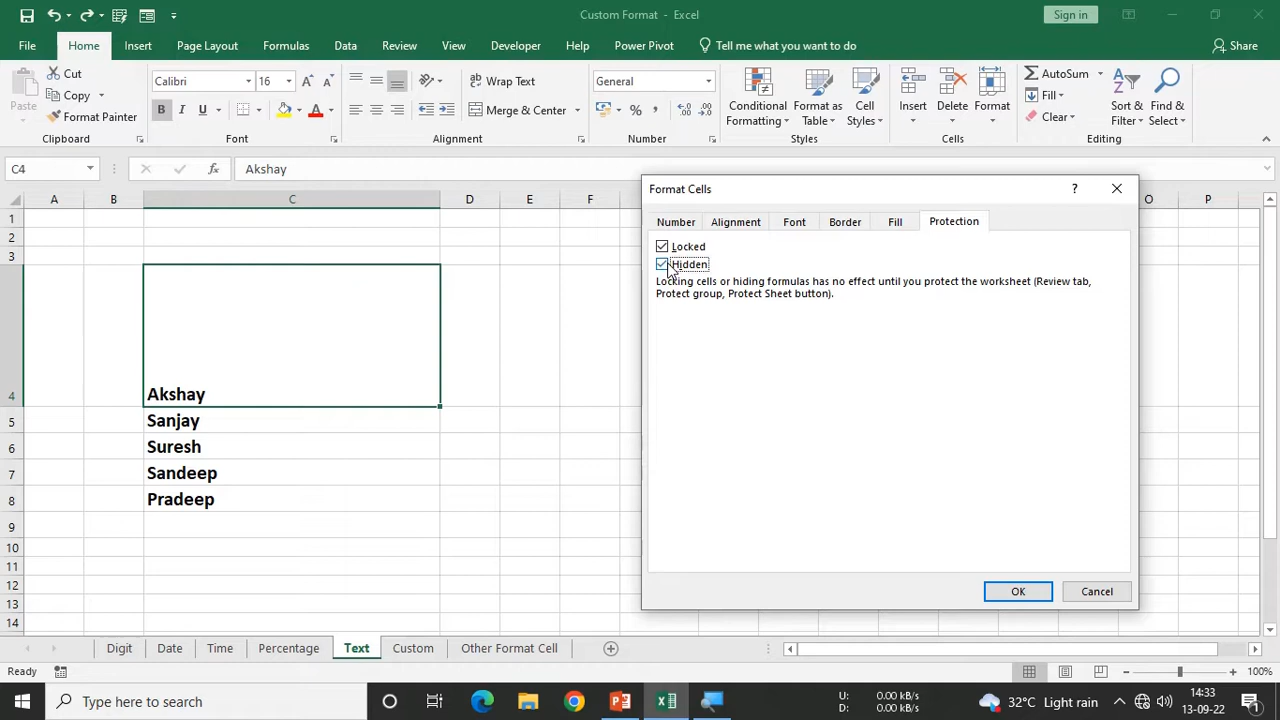 Custom Format - Excel
Sign in
File Home Insert Page Layout Formulas Data Review View Developer Help Power Pivot Tell me what you want to do Share
Paste
Cut
Copy
Format Painter
Clipboard
Calibri 16
B I U
Font
Wrap Text
Merge & Center
Alignment
General
%
Number
Conditional Formatting
Format as Table
Cell Styles
Styles
Insert Delete Format
Cells
AutoSum
Fill
Clear
Sort & Filter
Find & Select
Editing
C4 fx Akshay
A B C D E F O P
1
2
3
4 Akshay
5 Sanjay
6 Suresh
7 Sandeep
8 Pradeep
9
10
11
12
13
14
Format Cells ?
Number Alignment Font Border Fill Protection
Locked
Hidden
Locking cells or hiding formulas has no effect until you protect the worksheet (Review tab,
Protect group, Protect Sheet button).
OK Cancel
Digit Date Time Percentage Text Custom Other Format Cell
Ready 100%
Type here to search
U: 0.00 kB/s
D: 0.00 kB/s
32°C Light rain
14:33
13-09-22
1